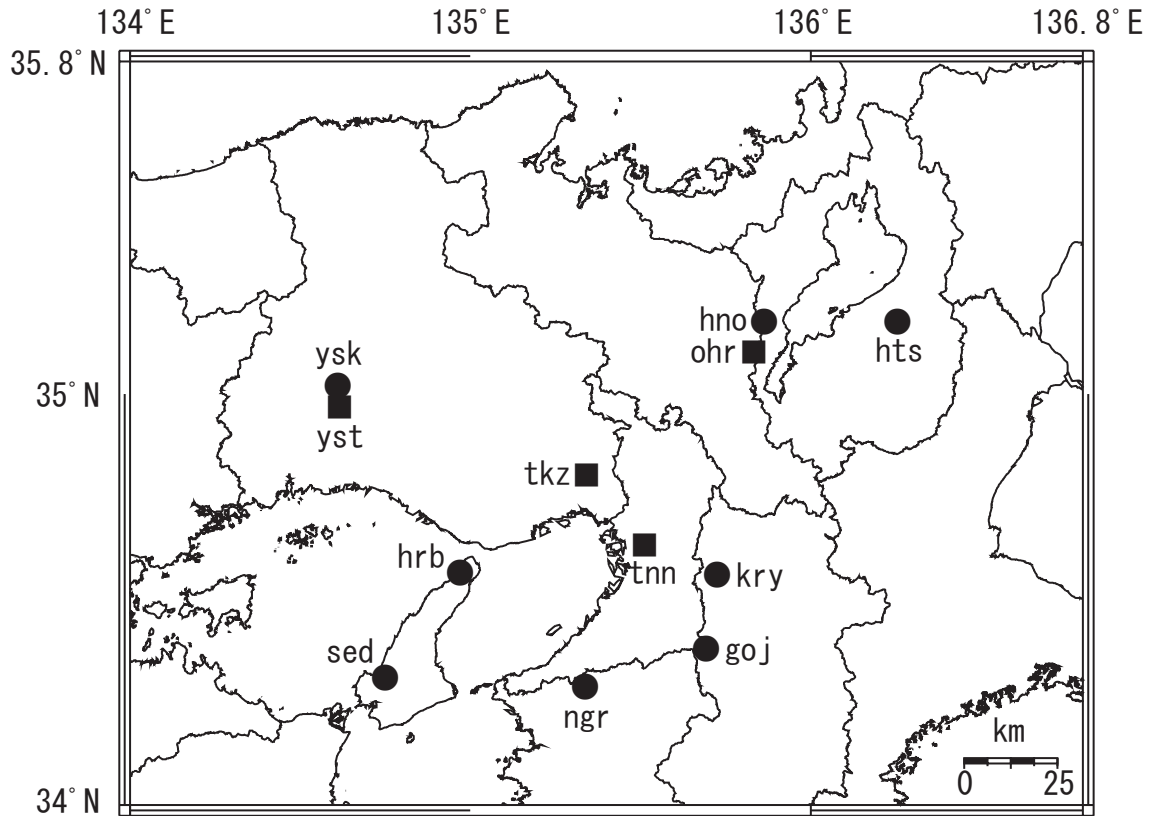 134°E 135°E 136°E 136.8°E
35.8°N
hno
ohr
hts
ysk
35°N
yst
tkz
hrb
tnn
kry
sed
goj
ngr
km
0 25
34°N